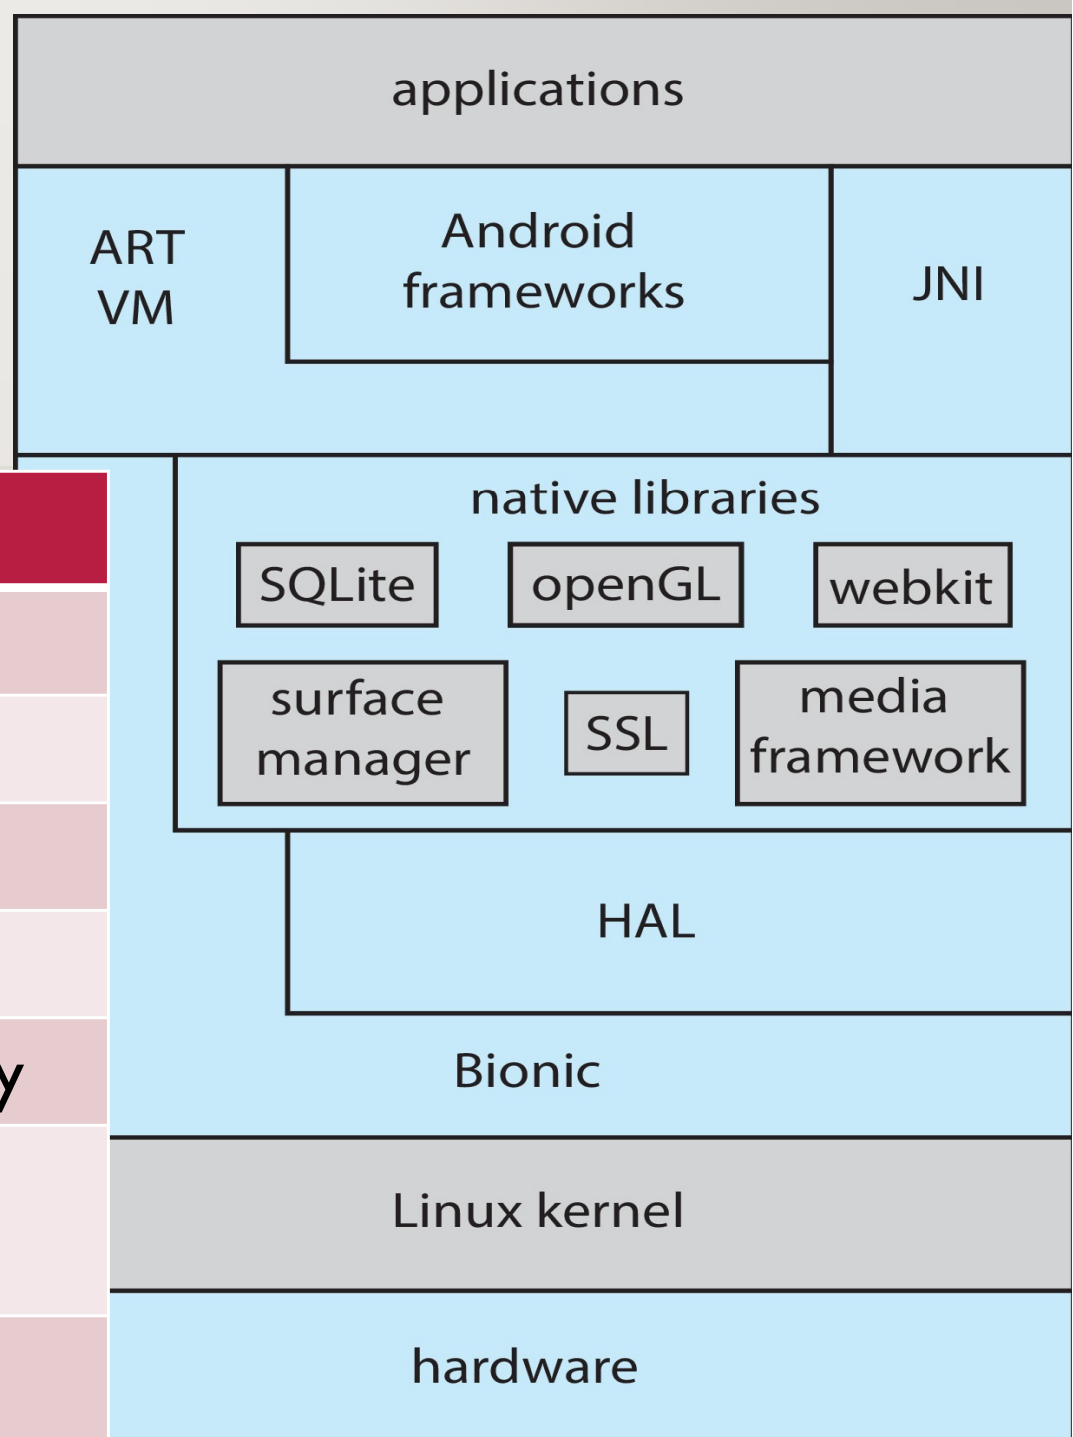 applications
ART
VM
Android
frameworks
JNI
native libraries
SQLite
openGL
webkit
surface
manager
SSL
media
framework
HAL
Bionic
y
Linux kernel
hardware